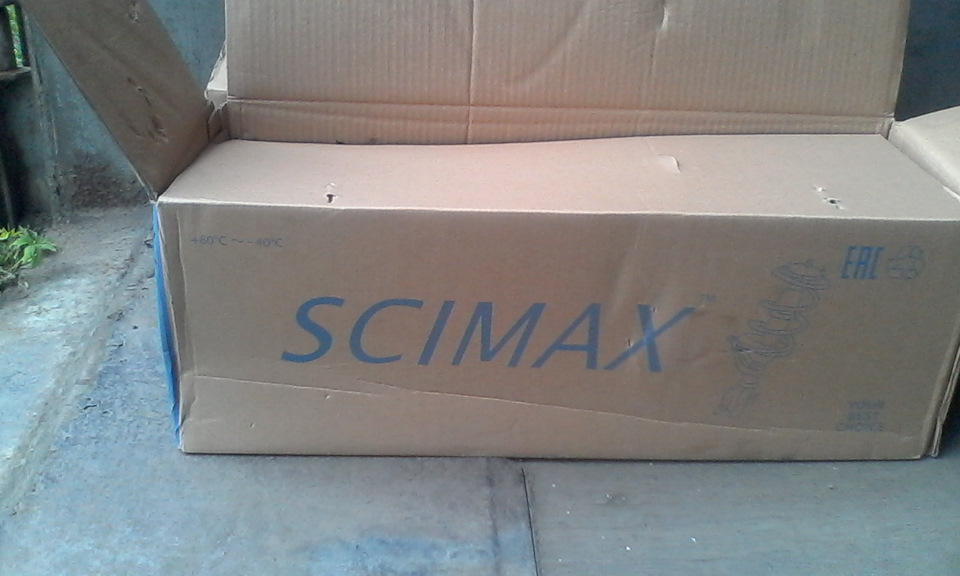 +60°C ~ -40°C
EAC
SCIMAX™
YOUR
BEST
CHOICE